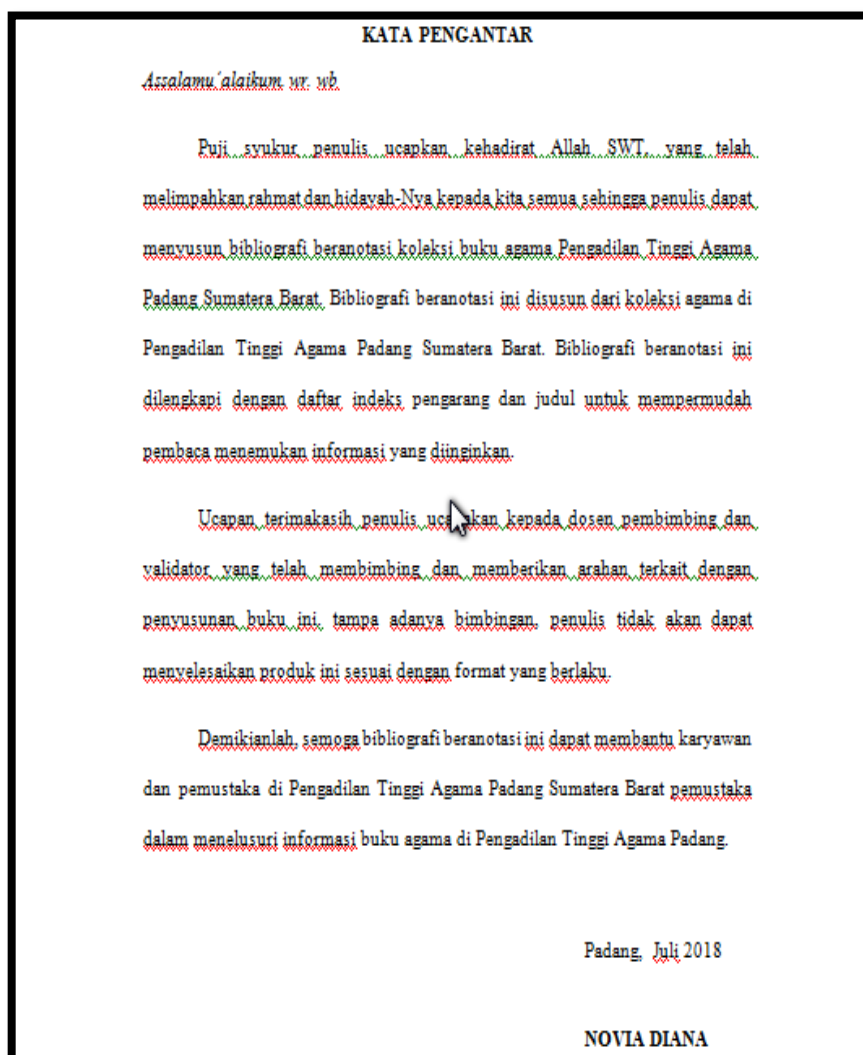 KATA PENGANTAR
Assalamu'alaikum wr. wb
Puji syukur penulis ucapkan kehadirat Allah SWT, yang telah
melimpahkan rahmat dan hidayah-Nya kepada kita semua sehingga penulis dapat
menyusun bibliografi beranotasi koleksi buku agama Pengadilan Tinggi Agama
Padang Sumatera Barat. Bibliografi beranotasi ini disusun dari koleksi agama di
Pengadilan Tinggi Agama Padang Sumatera Barat. Bibliografi beranotasi ini
dilengkapi dengan daftar indeks pengarang dan judul untuk mempermudah
pembaca menemukan informasi yang diinginkan.
Ucapan terimakasih penulis ucapkan kepada dosen pembimbing dan
validator yang telah membimbing dan memberikan arahan terkait dengan
penyusunan buku ini, tampa adanya bimbingan, penulis tidak akan dapat
menyelesaikan produk ini sesuai dengan format yang berlaku.
Demikianlah, semoga bibliografi beranotasi ini dapat membantu karyawan
dan pemustaka di Pengadilan Tinggi Agama Padang Sumatera Barat pemustaka
dalam menelusuri informasi buku agama di Pengadilan Tinggi Agama Padang.
Padang, Juli 2018
NOVIA DIANA